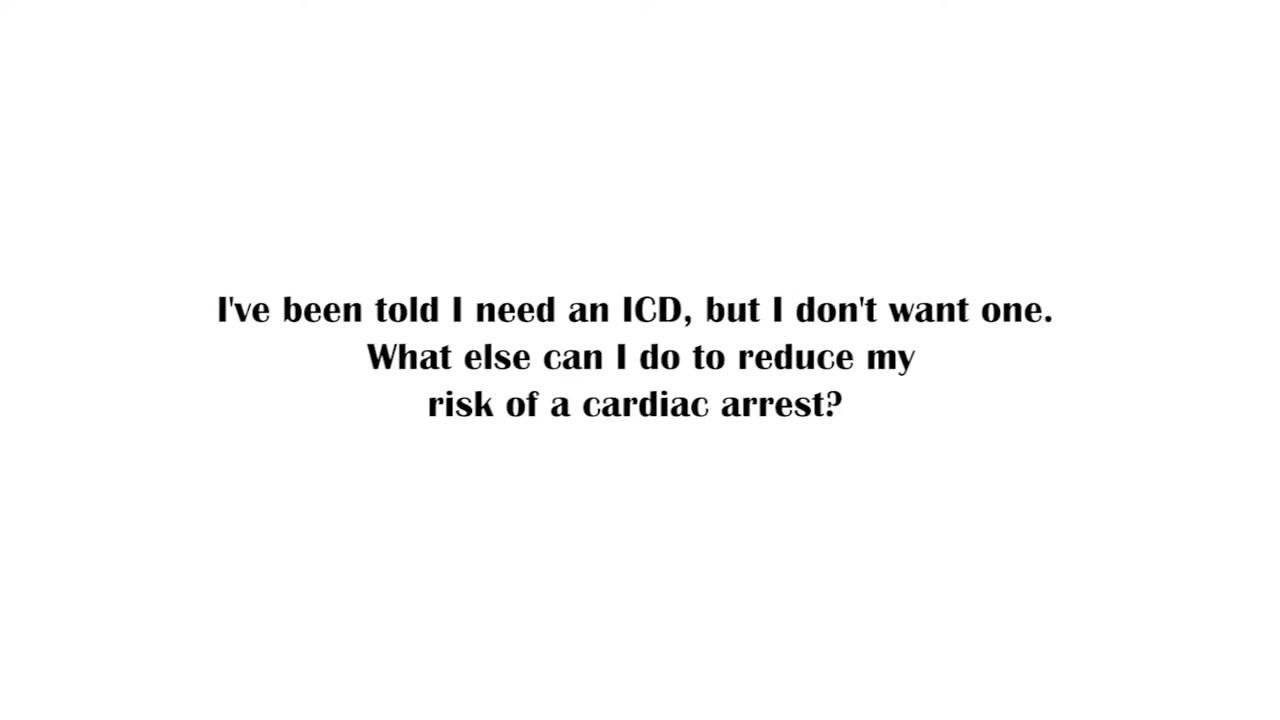 I've been told I need an ICD, but I don't want one.
What else can I do to reduce my
risk of a cardiac arrest?